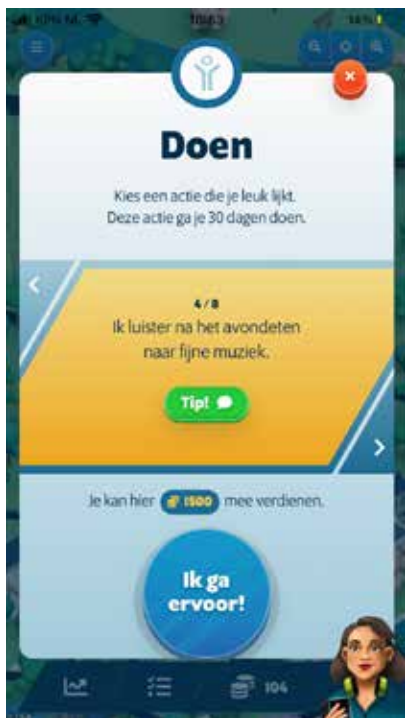 Doen
Kies een actie die je leuk lijkt.
Deze actie ga je 30 dagen doen.
4/8
Ik luister na het avondeten
naar fijne muziek.
Tip!
Je kan hier 1500 mee verdienen.
Ik ga
ervoor!
104